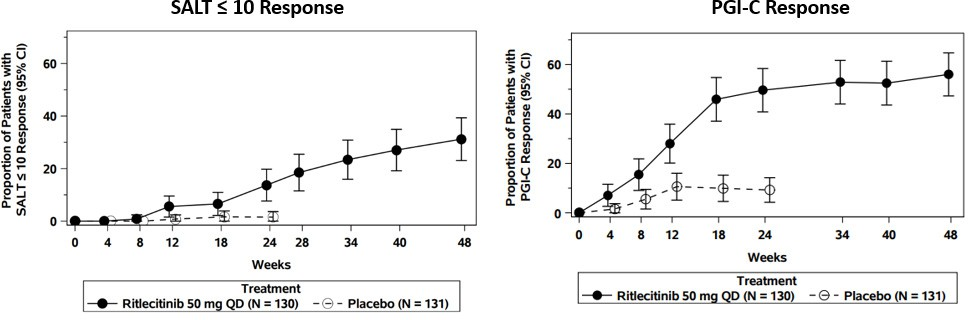 SALT ≤ 10 Response
Proportion of Patients with
SALT ≤ 10 Response (95% CI)
60
40
20
0
0 4 8 12 18 24 28 34 40 48
Weeks
Treatment
Ritlecitinib 50 mg QD (N = 130) Placebo (N = 131)
PGI-C Response
Proportion of Patients with
PGI-C Response (95% CI)
60
40
20
0
0 4 8 12 18 24 34 40 48
Weeks
Treatment
Ritlecitinib 50 mg QD (N = 130) Placebo (N = 131)